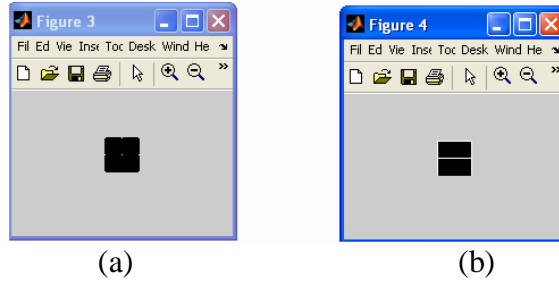 Figure 3
Fil Ed Vie Inse Toc Desk Wind He
Figure 4
Fil Ed Vie Inse Toc Desk Wind He
(a)
(b)